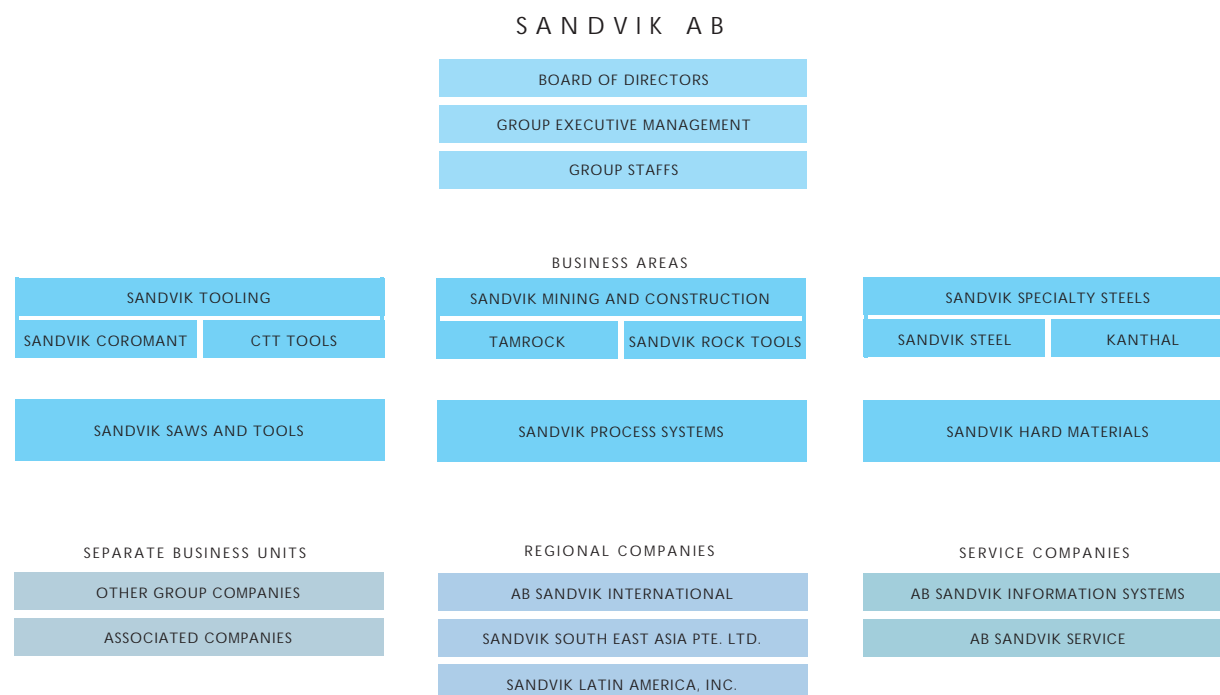 SANDVIK AB
BOARD OF DIRECTORS
GROUP EXECUTIVE MANAGEMENT
GROUP STAFFS
BUSINESS AREAS
SANDVIK TOOLING
SANDVIK COROMANT
CTT TOOLS
SANDVIK MINING AND CONSTRUCTION
TAMROCK
SANDVIK ROCK TOOLS
SANDVIK SPECIALTY STEELS
SANDVIK STEEL
KANTHAL
SANDVIK SAWS AND TOOLS
SANDVIK PROCESS SYSTEMS
SANDVIK HARD MATERIALS
SEPARATE BUSINESS UNITS
OTHER GROUP COMPANIES
ASSOCIATED COMPANIES
REGIONAL COMPANIES
AB SANDVIK INTERNATIONAL
SANDVIK SOUTH EAST ASIA PTE. LTD.
SANDVIK LATIN AMERICA, INC.
SERVICE COMPANIES
AB SANDVIK INFORMATION SYSTEMS
AB SANDVIK SERVICE